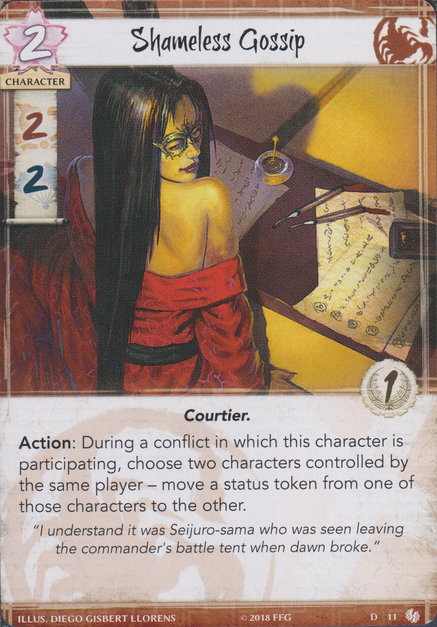 2
Shameless Gossip
CHARACTER
2
2
1
Courtier.
Action: During a conflict in which this character is
participating, choose two characters controlled by
the same player – move a status token from one of
those characters to the other.
“I understand it was Seijuro-sama who was seen leaving
the commander's battle tent when dawn broke.”
ILLUS. DIEGO GISBERT LLORENS
© 2018 FFG
D 11